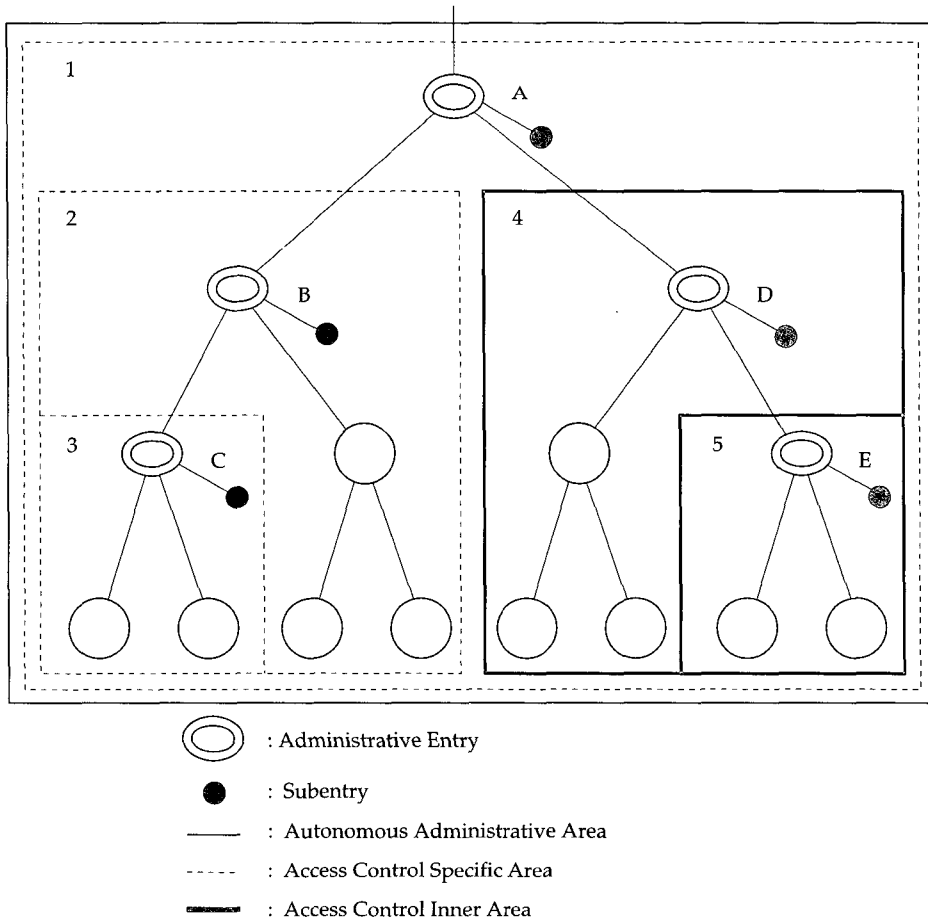 1
A
2
4
B
D
3
C
5
E
: Administrative Entry
: Subentry
: Autonomous Administrative Area
: Access Control Specific Area
: Access Control Inner Area